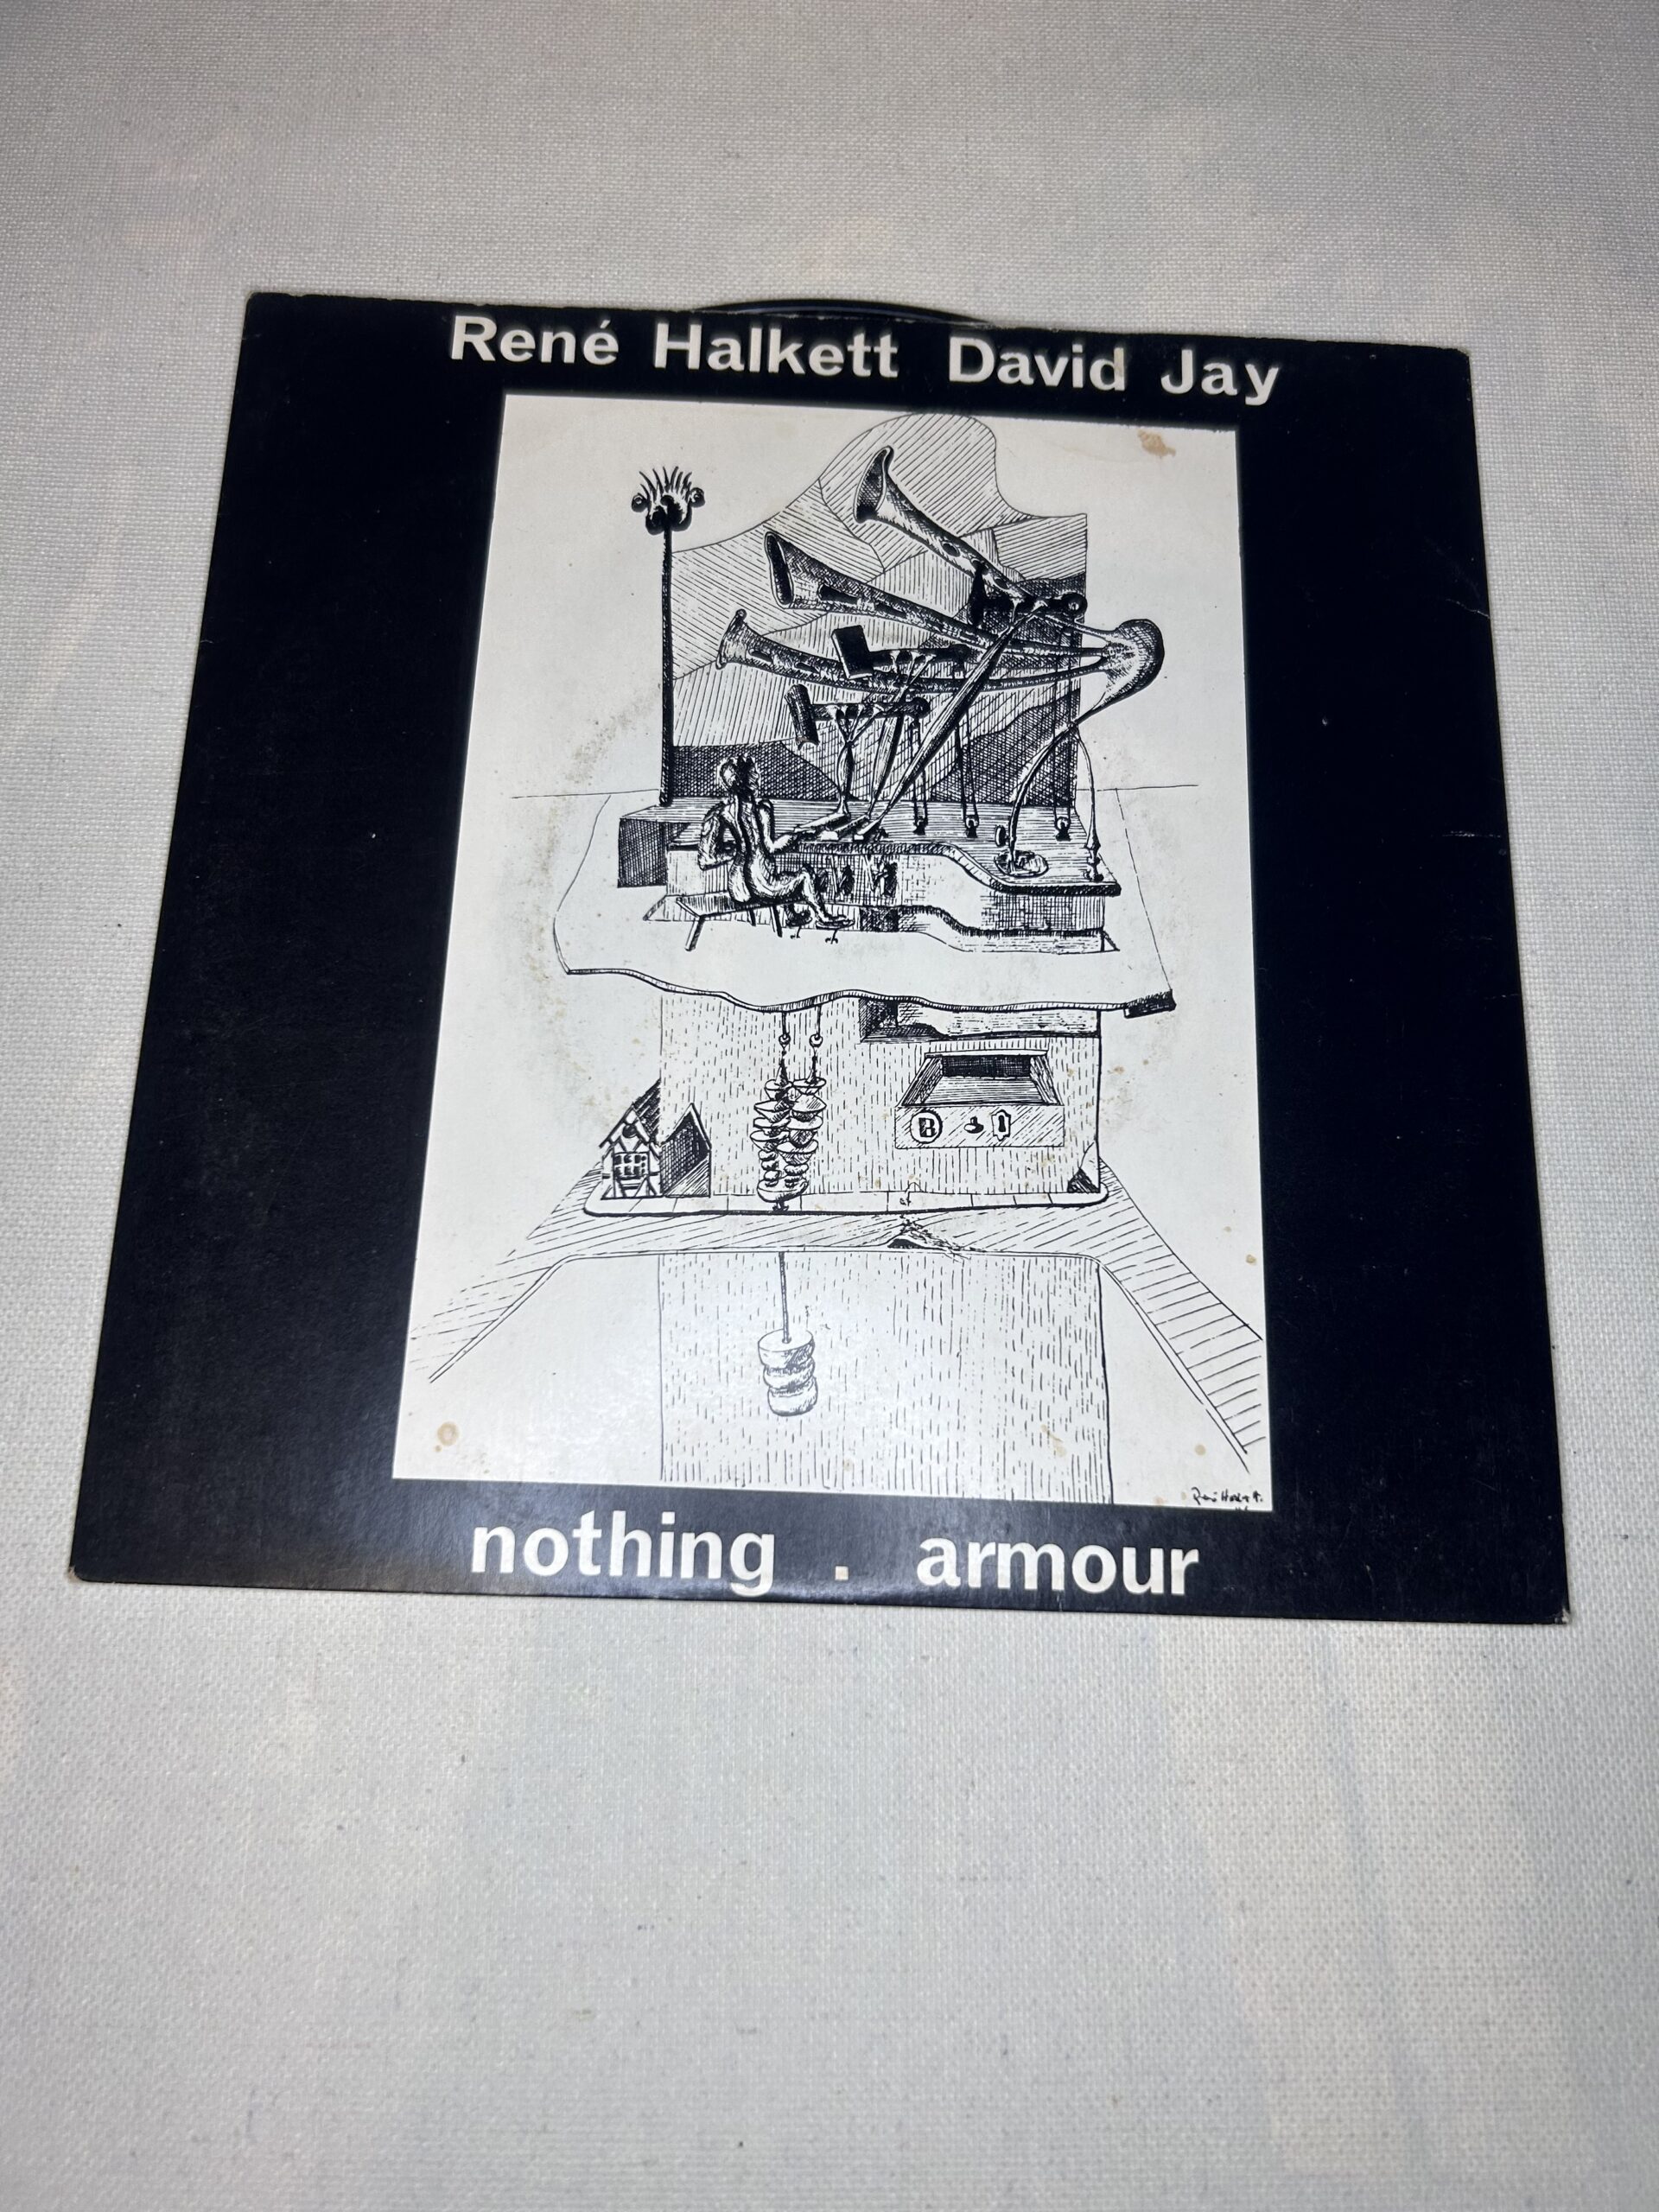 René Halkett David Jay
B
nothing . armour